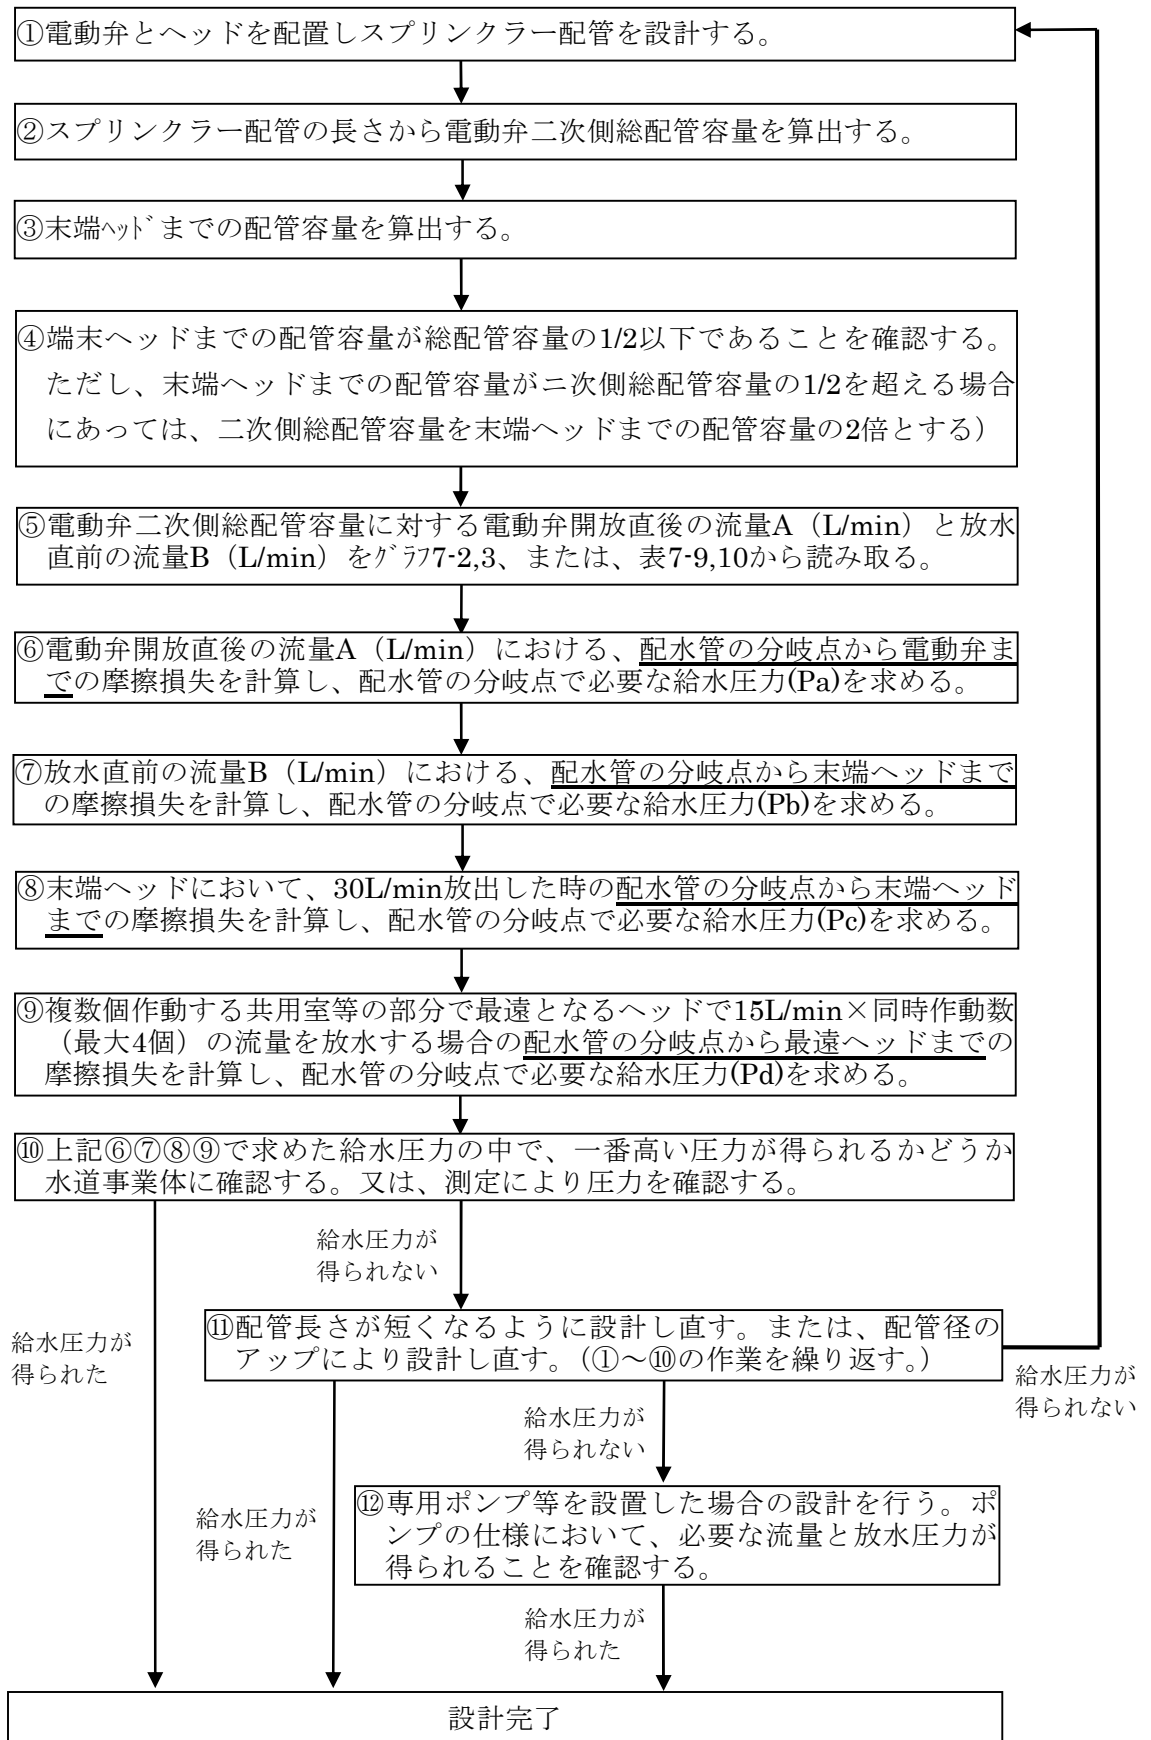 ①電動弁とヘッドを配置しスプリンクラー配管を設計する。
②スプリンクラー配管の長さから電動弁二次側総配管容量を算出する。
③末端ﾍｯﾄﾞまでの配管容量を算出する。
④端末ヘッドまでの配管容量が総配管容量の1/2以下であることを確認する。
ただし、末端ヘッドまでの配管容量がニ次側総配管容量の1/2を超える場合
にあっては、二次側総配管容量を末端ヘッドまでの配管容量の2倍とする）
⑤電動弁二次側総配管容量に対する電動弁開放直後の流量A（L/min）と放水
直前の流量B（L/min）をｸﾞﾗﾌ7-2,3、または、表7-9,10から読み取る。
⑥電動弁開放直後の流量A（L/min）における、配水管の分岐点から電動弁ま
での摩擦損失を計算し、配水管の分岐点で必要な給水圧力(Pa)を求める。
⑦放水直前の流量B（L/min）における、配水管の分岐点から末端ヘッドまで
の摩擦損失を計算し、配水管の分岐点で必要な給水圧力(Pb)を求める。
⑧末端ヘッドにおいて、30L/min放出した時の配水管の分岐点から末端ヘッド
までの摩擦損失を計算し、配水管の分岐点で必要な給水圧力(Pc)を求める。
⑨複数個作動する共用室等の部分で最遠となるヘッドで15L/min×同時作動数
（最大4個）の流量を放水する場合の配水管の分岐点から最遠ヘッドまでの
摩擦損失を計算し、配水管の分岐点で必要な給水圧力(Pd)を求める。
⑩上記⑥⑦⑧⑨で求めた給水圧力の中で、一番高い圧力が得られるかどうか
水道事業体に確認する。又は、測定により圧力を確認する。
給水圧力が
得られない
給水圧力が
得られた
⑪配管長さが短くなるように設計し直す。または、配管径の
アップにより設計し直す。（①～⑩の作業を繰り返す。）
給水圧力が
得られない
給水圧力が
得られない
給水圧力が
得られた
⑫専用ポンプ等を設置した場合の設計を行う。ポ
ンプの仕様において、必要な流量と放水圧力が
得られることを確認する。
給水圧力が
得られた
設計完了